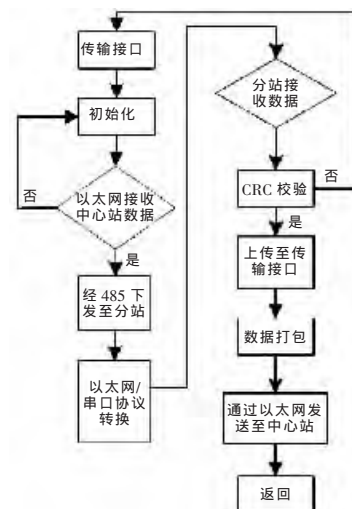 传输接口
初始化
否
以太网接收
中心站数据
是
经 485 下
发至分站
以太网/
串口协议
转换
分站接
收数据
否
CRC 校验
是
上传至传
输接口
数据打包
通过以太网发
送至中心站
返回